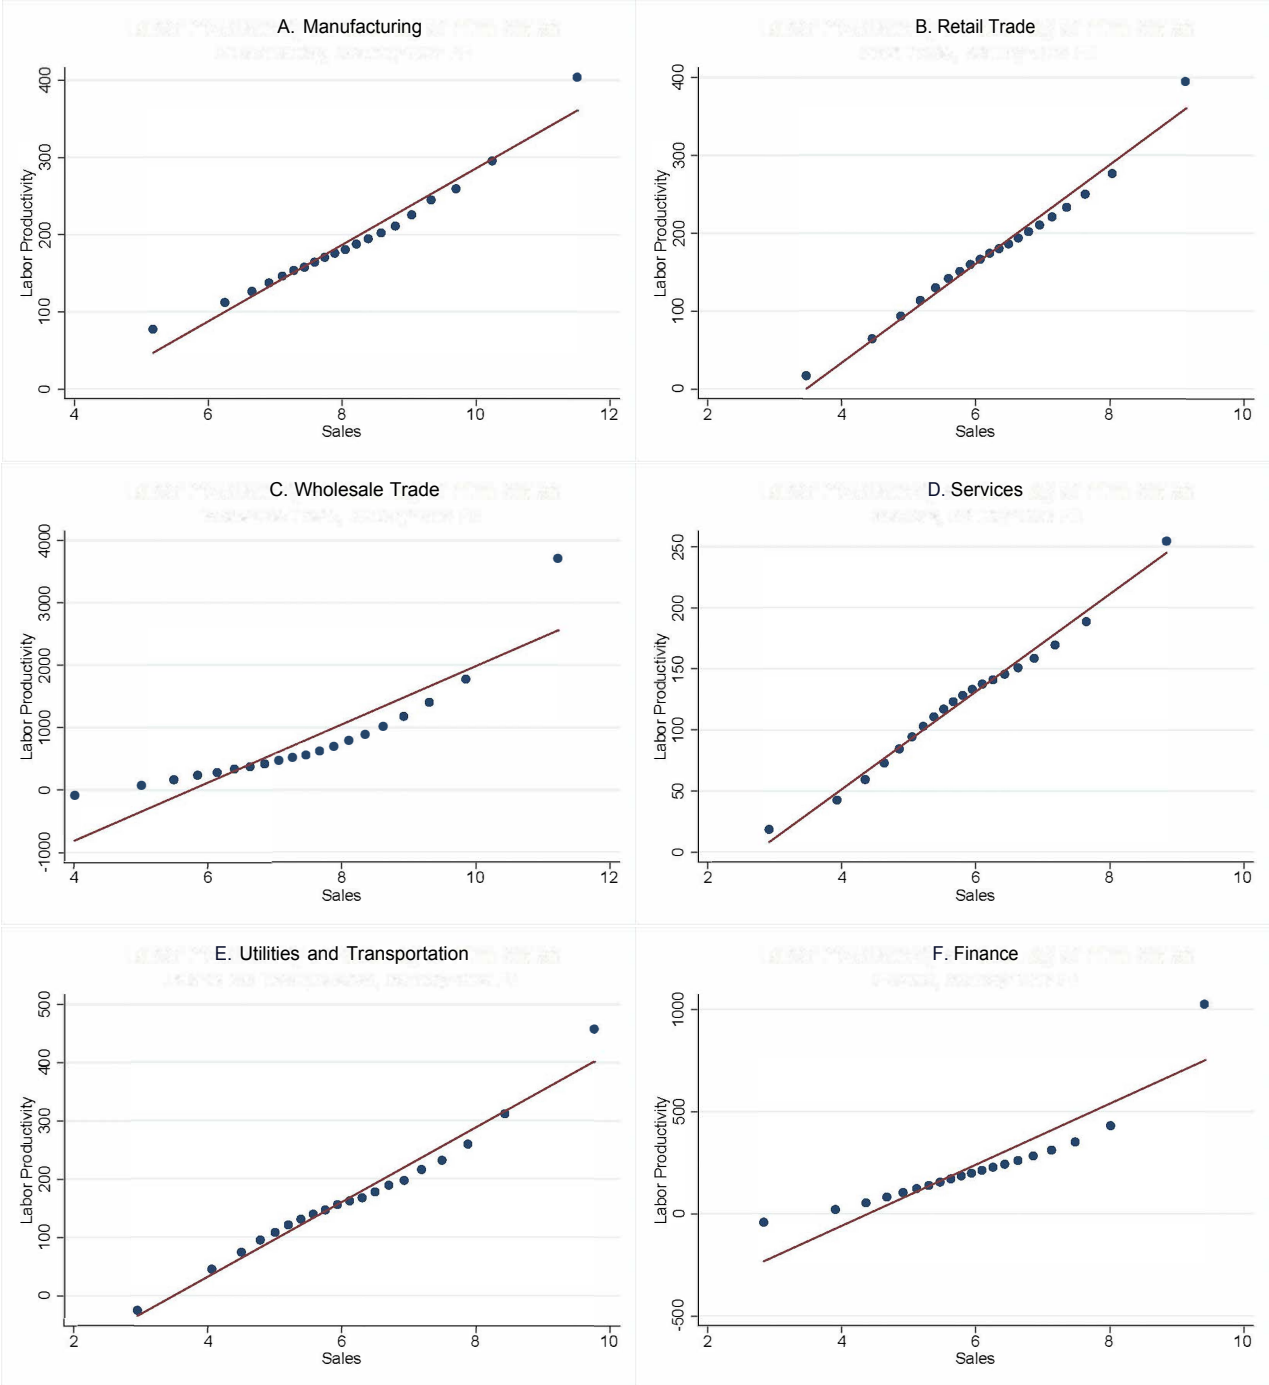 A. Manufacturing
Labor Productivity
400
300
200
100
0
4 6 8 10 12
Sales
B. Retail Trade
Labor Productivity
400
300
200
100
0
2 4 6 8 10
Sales
C. Wholesale Trade
Labor Productivity
4000
3000
2000
1000
0
-1000
4 6 8 10 12
Sales
D. Services
Labor Productivity
250
200
150
100
50
0
2 4 6 8 10
Sales
E. Utilities and Transportation
Labor Productivity
500
400
300
200
100
0
2 4 6 8 10
Sales
F. Finance
Labor Productivity
1000
500
0
-500
2 4 6 8 10
Sales